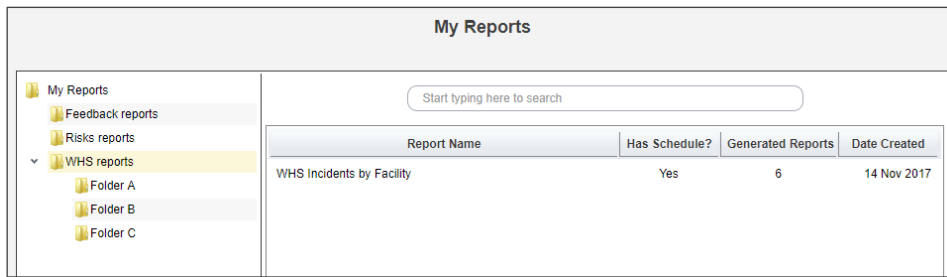 My Reports
My Reports
Feedback reports
Risks reports
WHS reports
Folder A
Folder B
Folder C
Start typing here to search
Report Name Has Schedule? Generated Reports Date Created
WHS Incidents by Facility Yes 6 14 Nov 2017